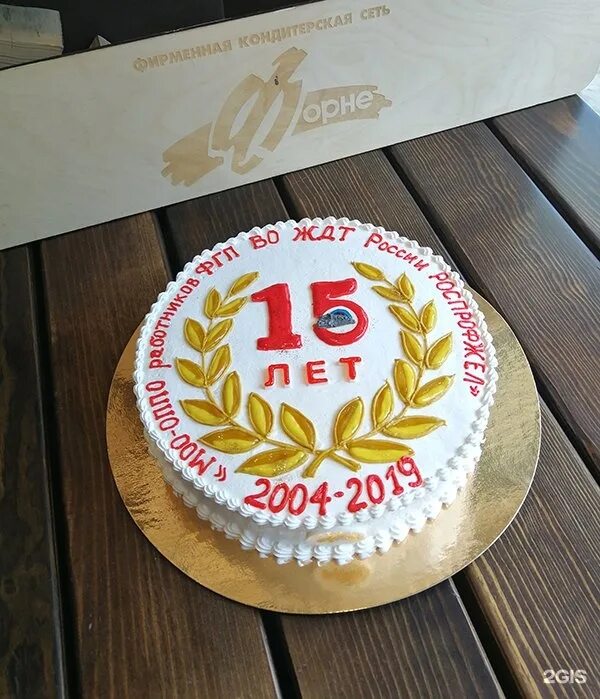 ФИРМЕННАЯ КОНДИТЕРСКАЯ СЕТЬ
Форне
«МОО-ОППО работников ФГП ВО ЖДТ России РОСПРОФЖЕЛ»
15
ЛЕТ
2004-2019
2GIS